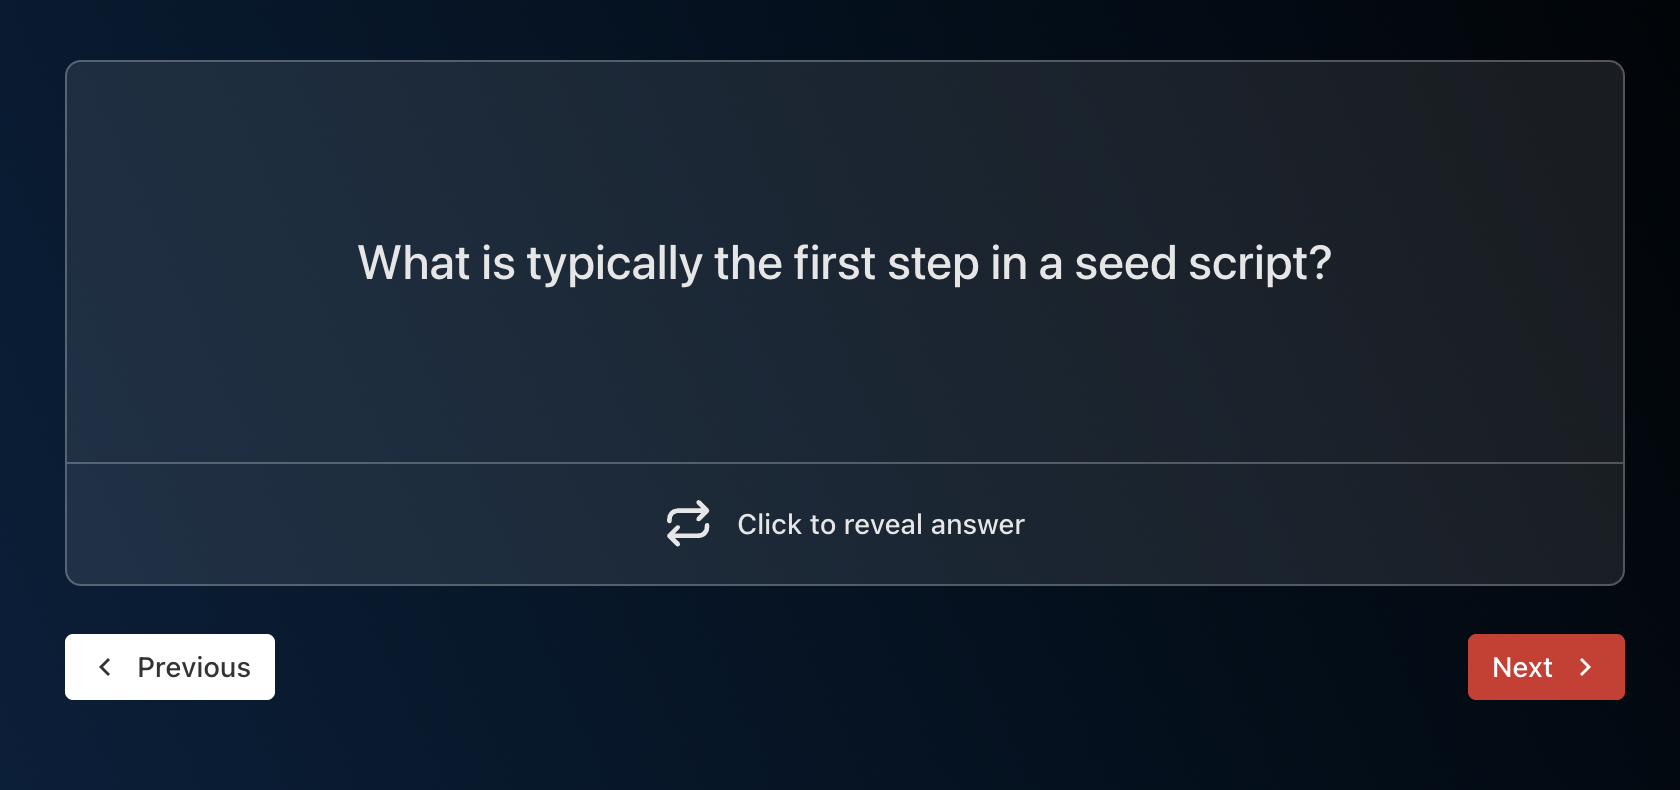 What is typically the first step in a seed script?
Click to reveal answer
Previous
Next